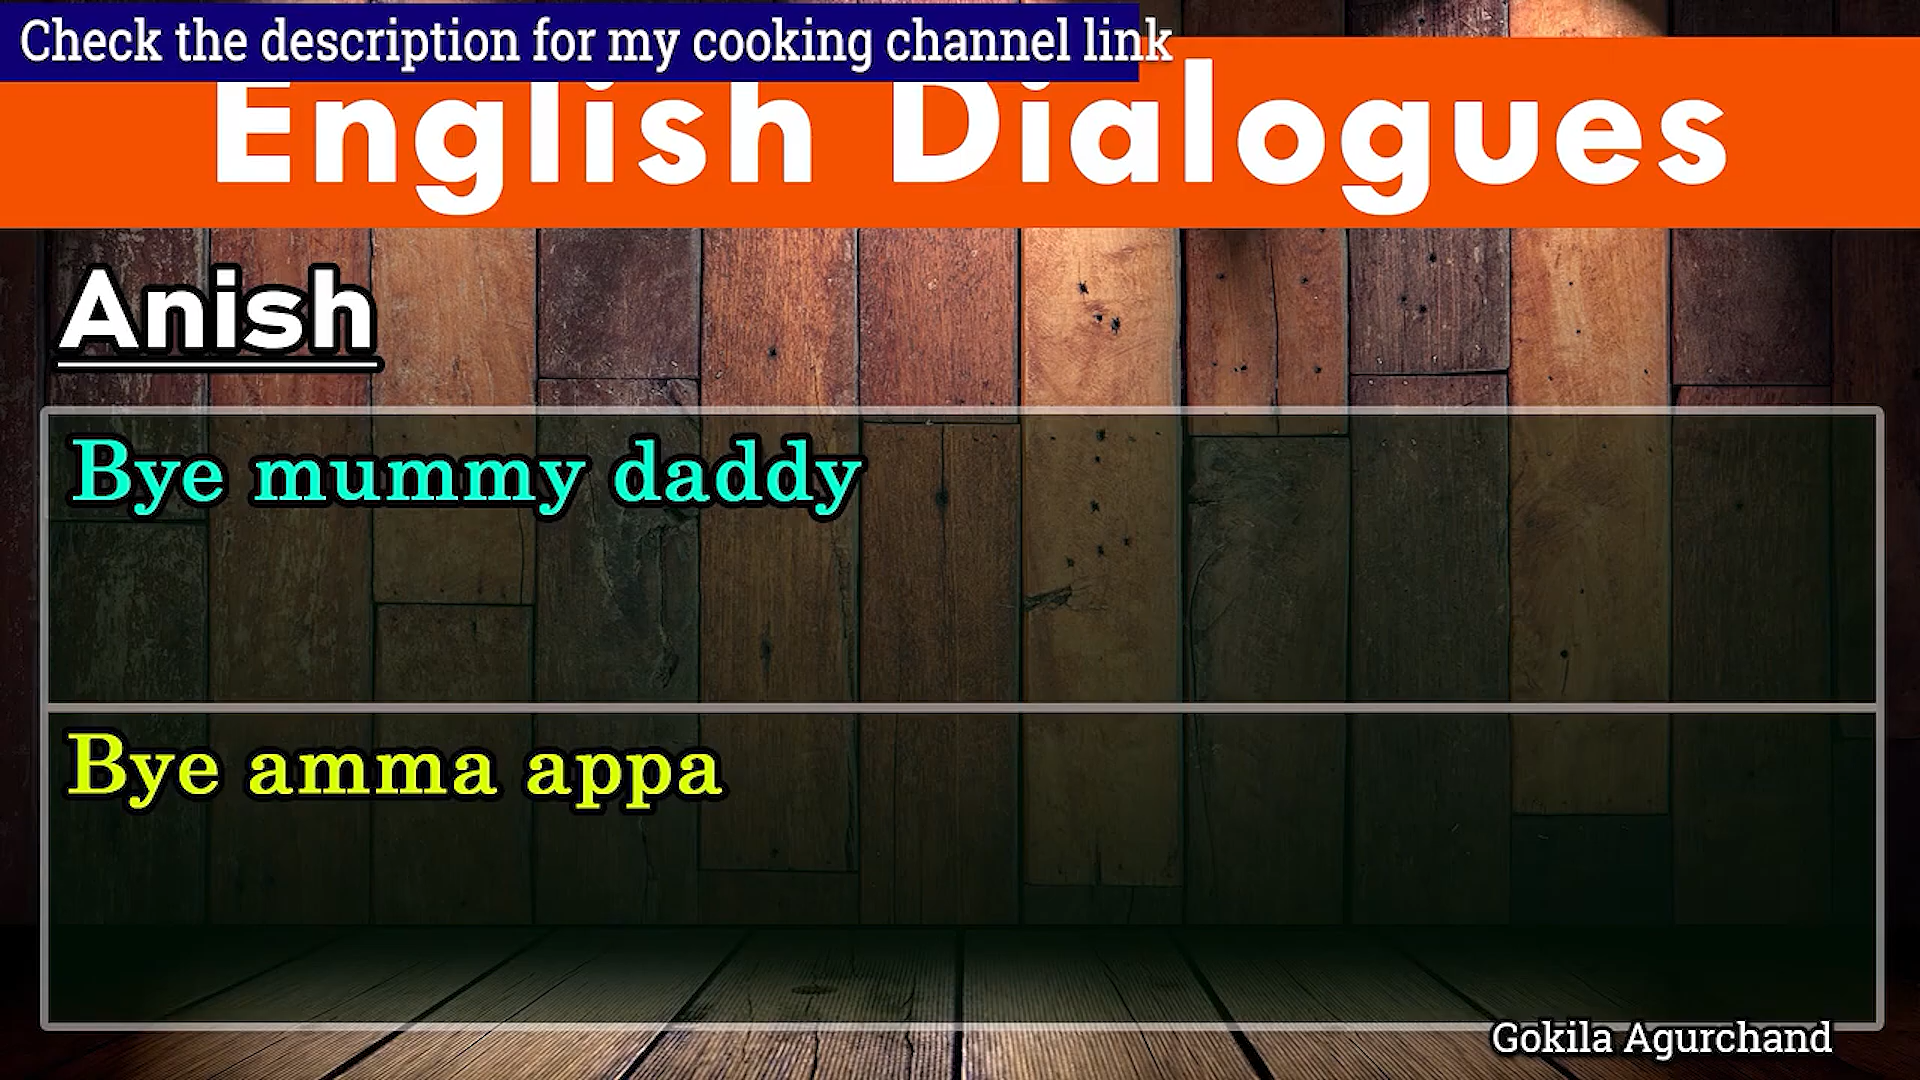 Check the description for my cooking channel link
English Dialogues
Anish
Bye mummy daddy
Bye amma appa
Gokila Agurchand